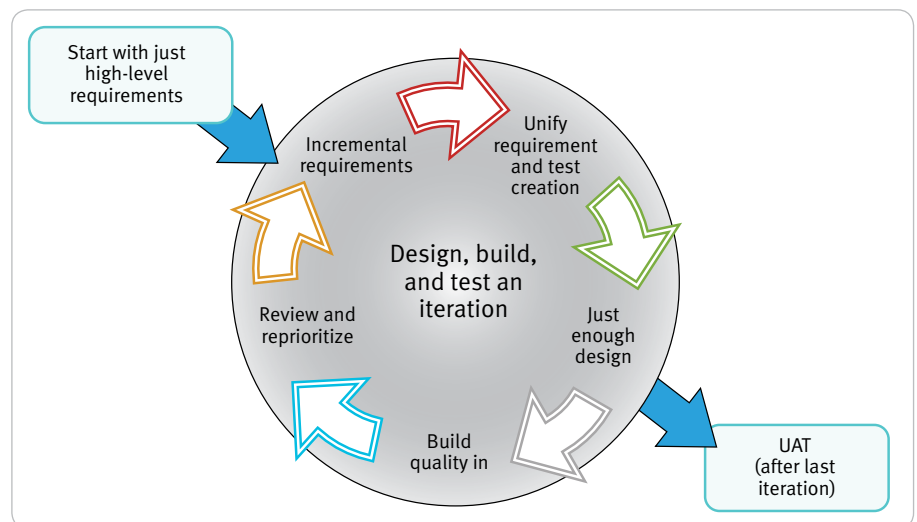 Start with just
high-level
requirements
Incremental
requirements
Unify
requirement
and test
creation
Design, build,
and test an
iteration
Review and
reprioritize
Just
enough
design
Build
quality in
UAT
(after last
iteration)